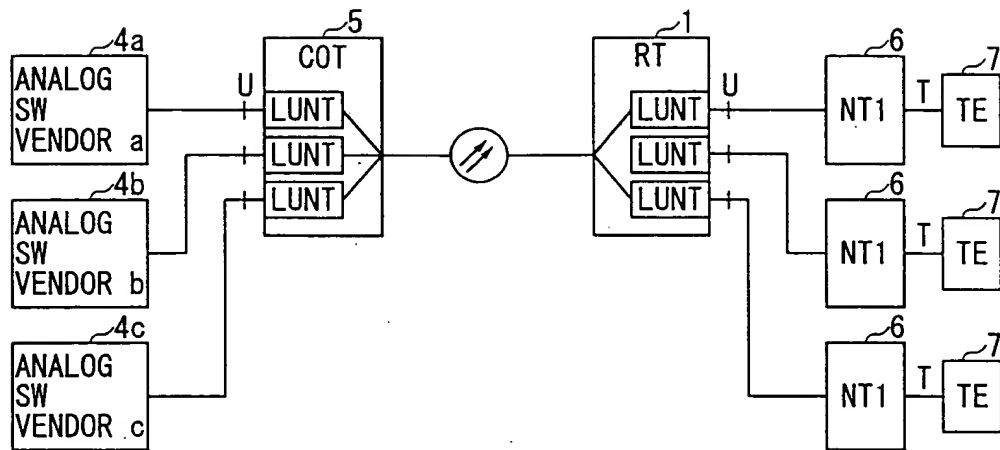 4a
5
1
6
7
ANALOG
SW
VENDOR a
U
COT
LUNT
LUNT
LUNT
RT
LUNT
LUNT
LUNT
U
NT1
T
TE
4b
ANALOG
SW
VENDOR b
6
NT1
T
7
TE
4c
ANALOG
SW
VENDOR c
6
NT1
T
7
TE